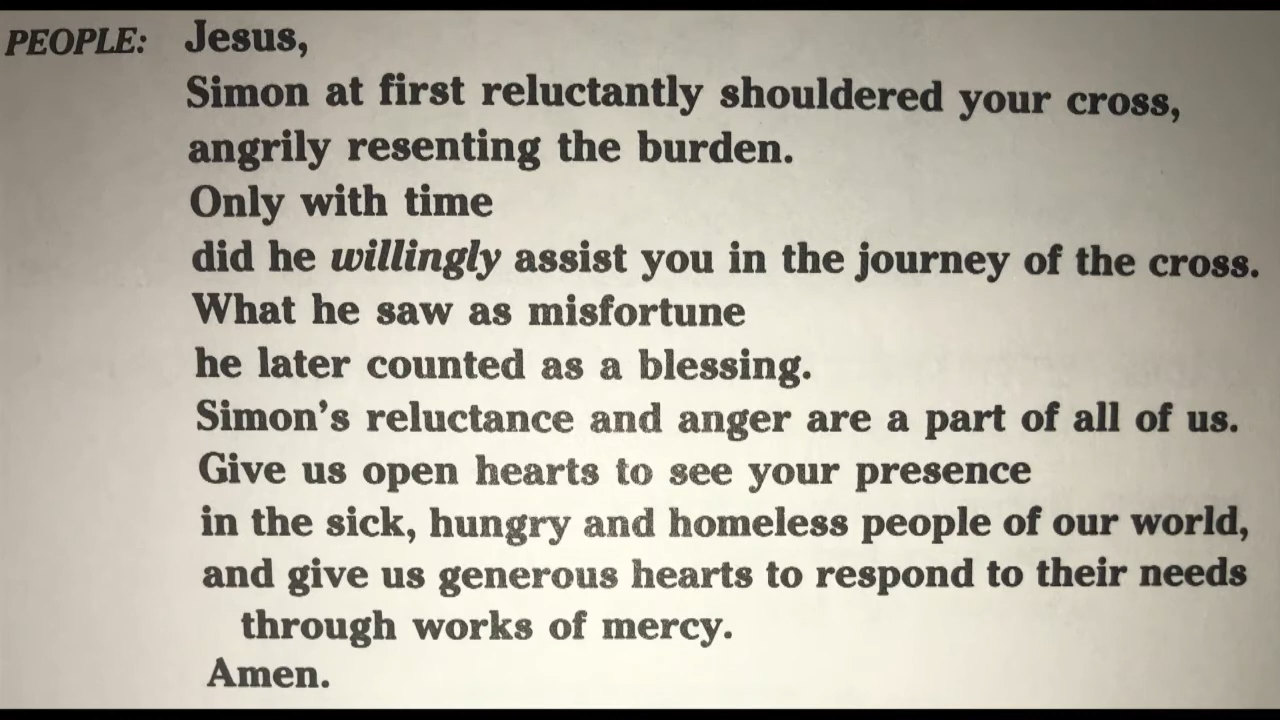 PEOPLE: Jesus,
Simon at first reluctantly shouldered your cross,
angrily resenting the burden.
Only with time
did he willingly assist you in the journey of the cross.
What he saw as misfortune
he later counted as a blessing.
Simon's reluctance and anger are a part of all of us.
Give us open hearts to see your presence
in the sick, hungry and homeless people of our world,
and give us generous hearts to respond to their needs
through works of mercy.
Amen.